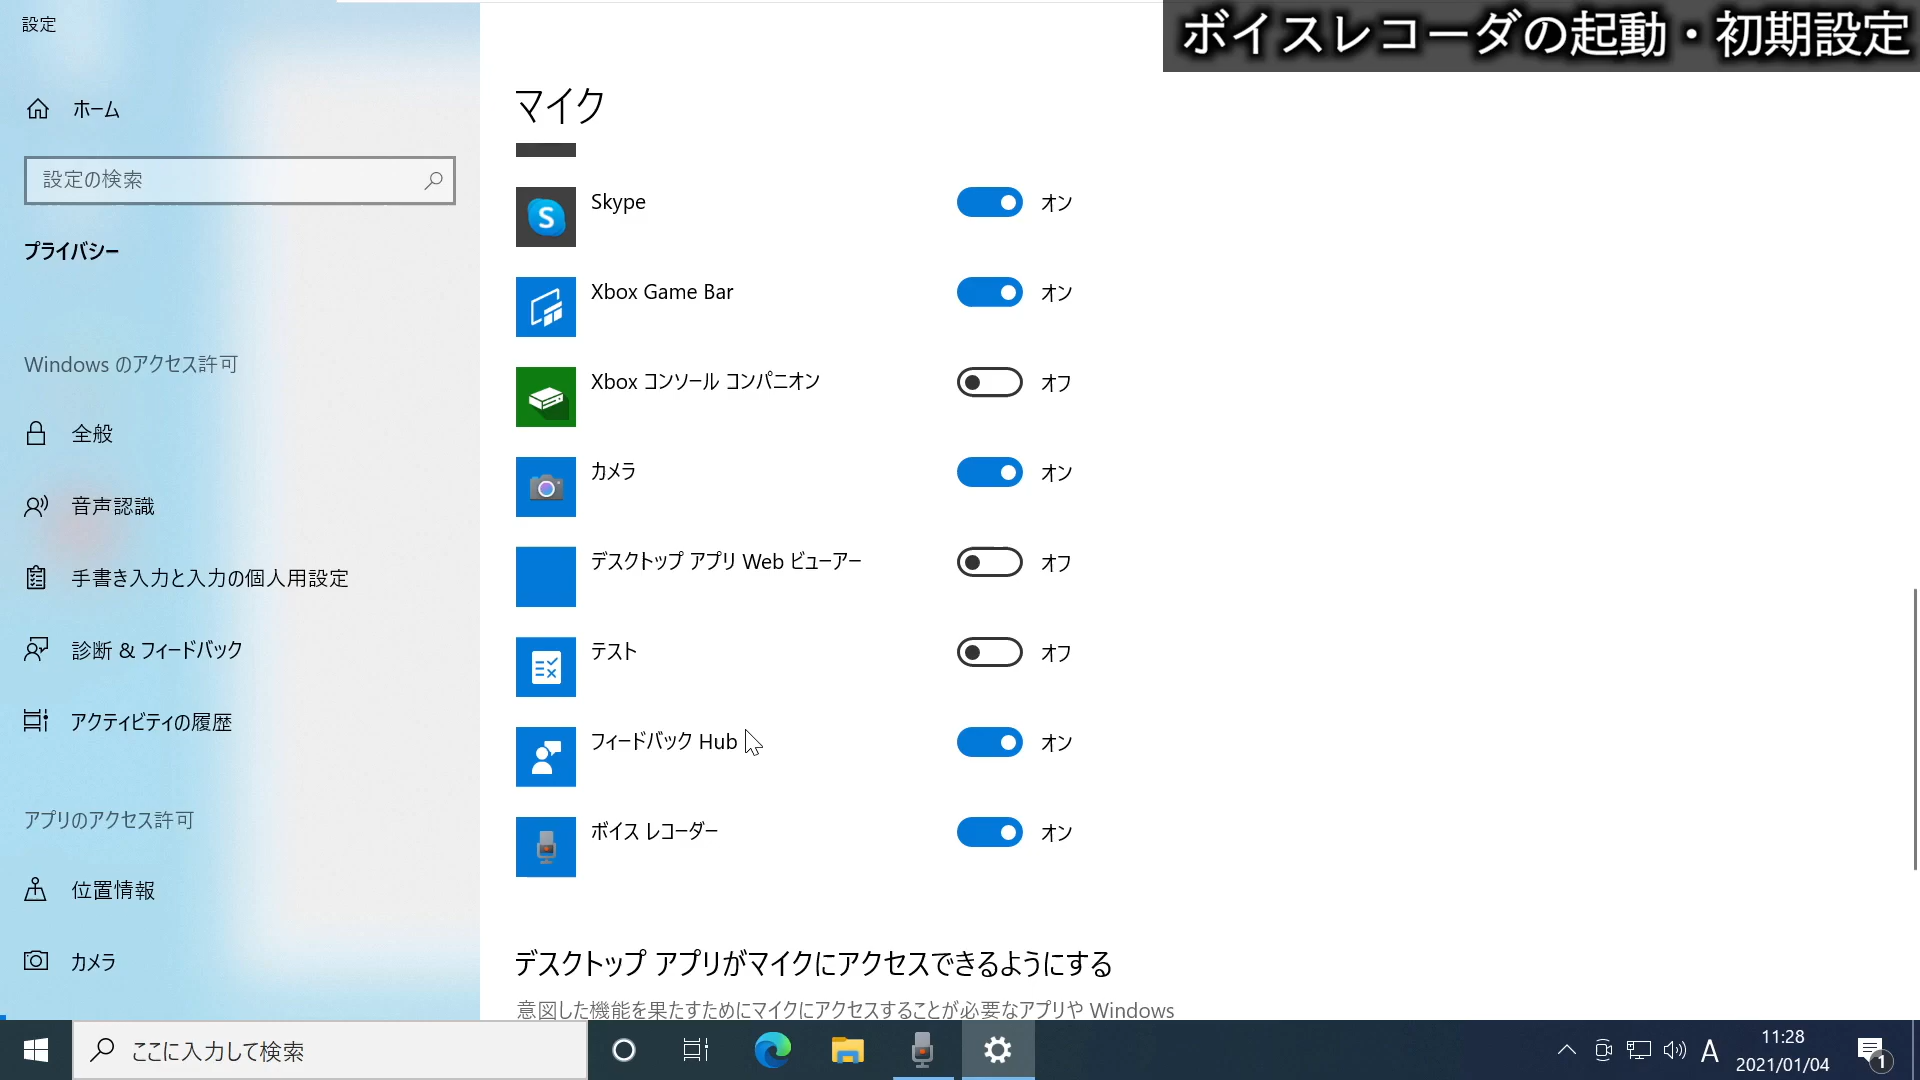 設定
ボイスレコーダの起動・初期設定
ホーム
設定の検索
プライバシー
Windows のアクセス許可
全般
音声認識
手書き入力と入力の個人用設定
診断 & フィードバック
アクティビティの履歴
アプリのアクセス許可
位置情報
カメラ
マイク
Skype オン
Xbox Game Bar オン
Xbox コンソール コンパニオン オフ
カメラ オン
デスクトップ アプリ Web ビューアー オフ
テスト オフ
フィードバック Hub オン
ボイス レコーダー オン
デスクトップ アプリがマイクにアクセスできるようにする
意図した機能を果たすためにマイクにアクセスすることが必要なアプリや Windows
ここに入力して検索
A
11:28
2021/01/04
1